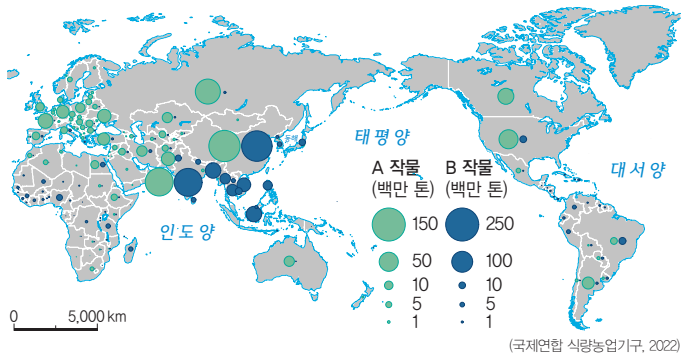 태평양
대서양
인도양
A 작물
(백만 톤)
B 작물
(백만 톤)
150
250
50
100
10
10
5
5
1
1
0
5,000 km
(국제연합 식량농업기구, 2022)